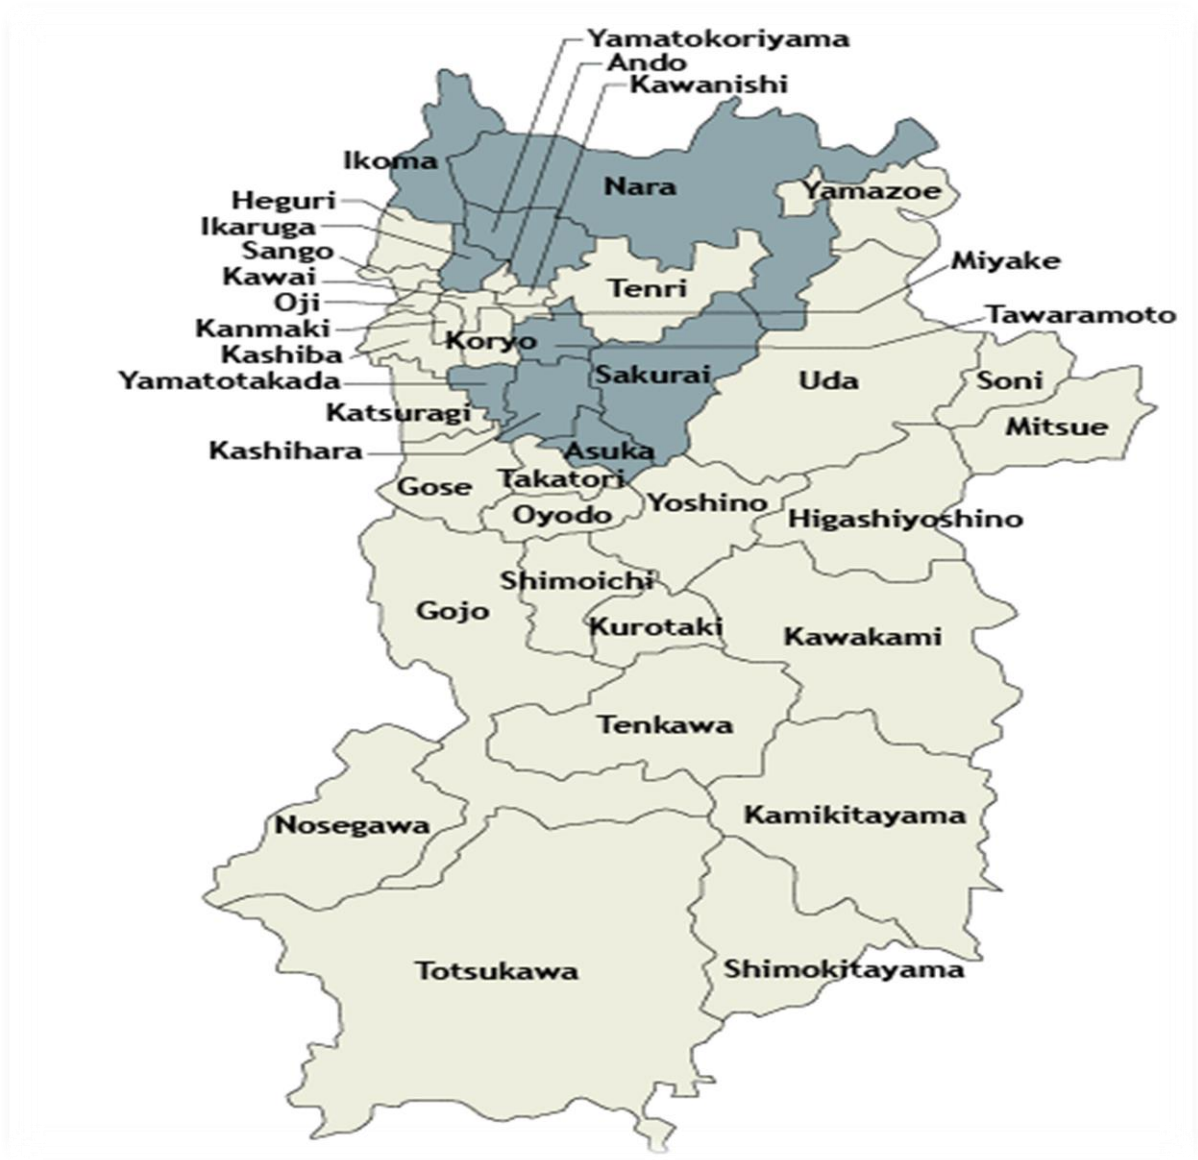 Yamatokoriyama
Ando
Kawanishi
Ikoma
Nara
Yamazoe
Heguri
Ikaruga
Sango
Kawai
Miyake
Oji
Tenri
Tawaramoto
Kanmaki
Koryo
Kashiba
Yamatotakada
Sakurai
Uda
Soni
Katsuragi
Mitsue
Kashihara
Asuka
Takatori
Gose
Yoshino
Oyodo
Higashiyoshino
Shimoichi
Gojo
Kurotaki
Kawakami
Tenkawa
Kamikitayama
Nosegawa
Totsukawa
Shimokitayama